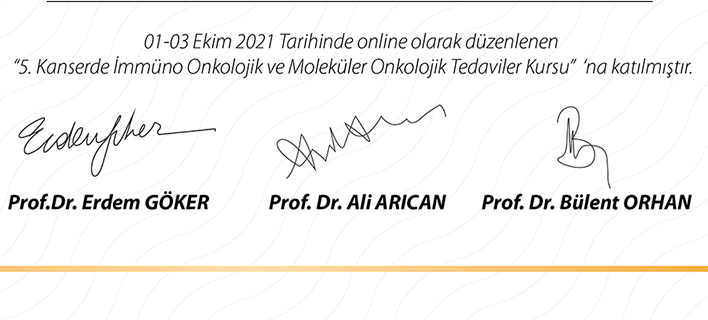 01-03 Ekim 2021 Tarihinde online olarak düzenlenen
“5. Kanserde İmmüno Onkolojik ve Moleküler Onkolojik Tedaviler Kursu” ‘na katılmıştır.
Prof.Dr. Erdem GÖKER Prof. Dr. Ali ARICAN Prof. Dr. Bülent ORHAN